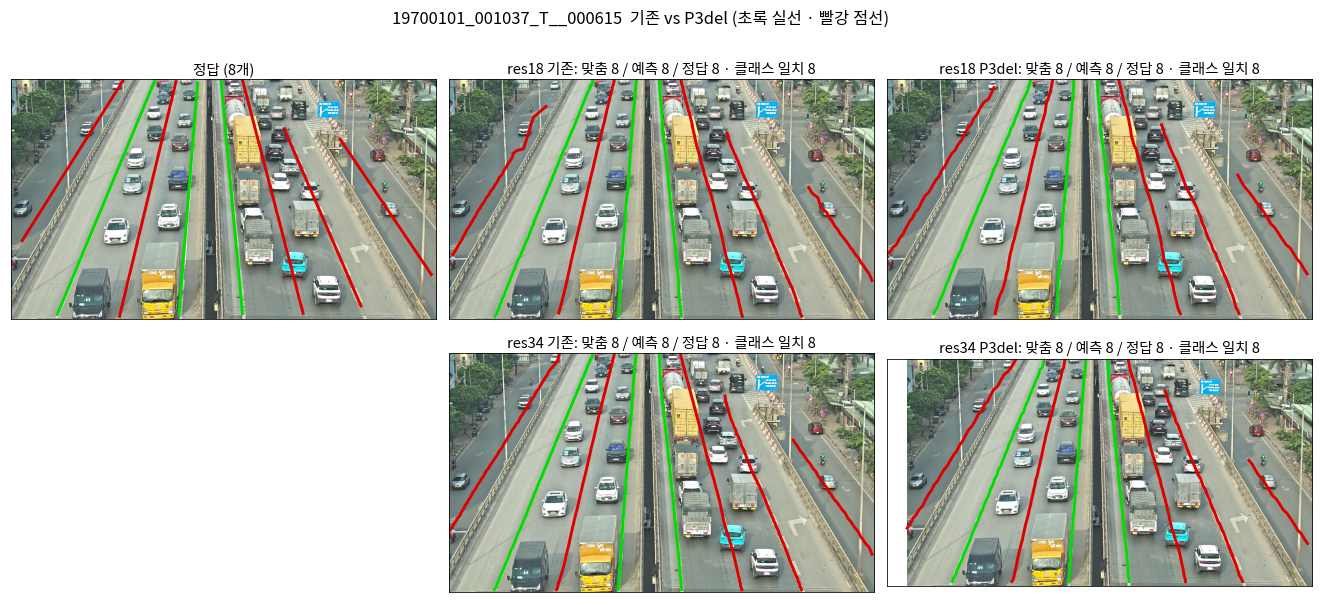 19700101_001037_T__000615 기존 vs P3del (초록 실선 · 빨강 점선)
정답 (8개)
res18 기존: 맞춤 8 / 예측 8 / 정답 8 · 클래스 일치 8
res18 P3del: 맞춤 8 / 예측 8 / 정답 8 · 클래스 일치 8
res34 기존: 맞춤 8 / 예측 8 / 정답 8 · 클래스 일치 8
res34 P3del: 맞춤 8 / 예측 8 / 정답 8 · 클래스 일치 8